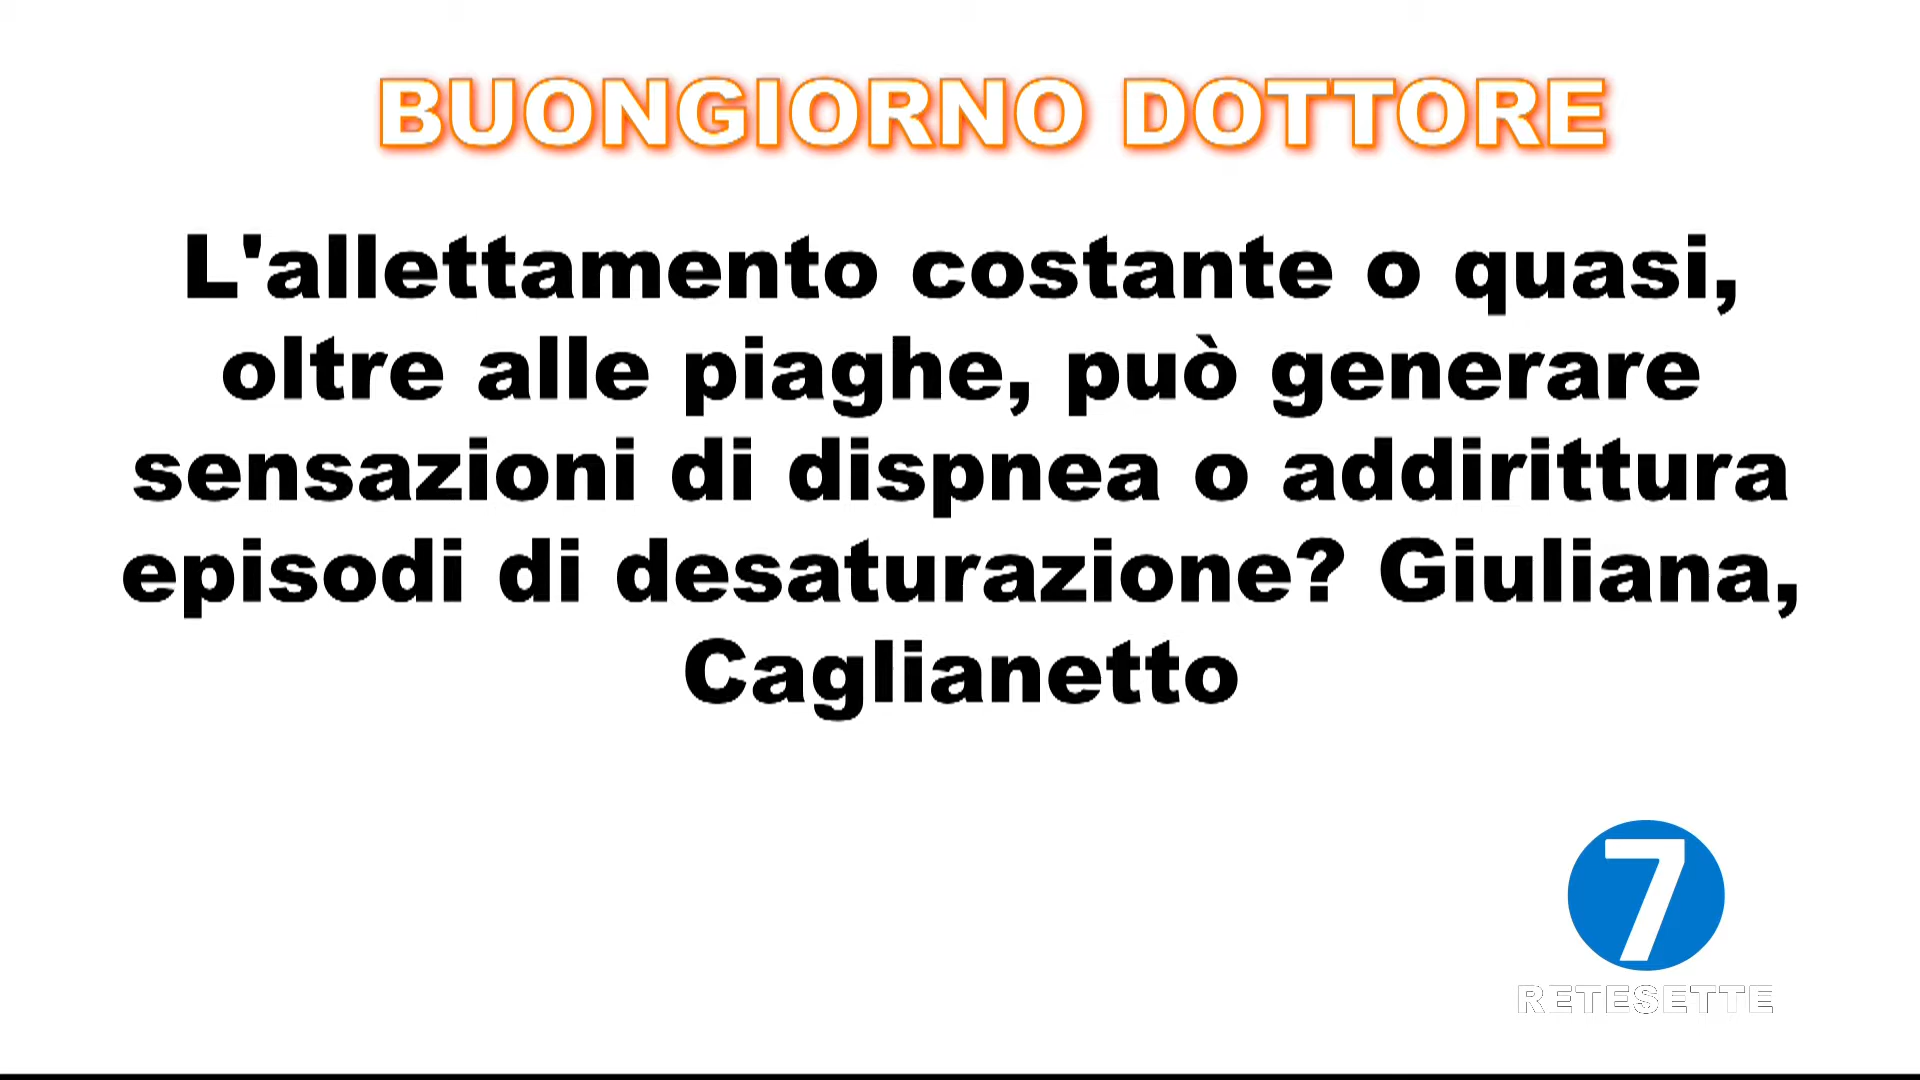 BUONGIORNO DOTTORE
L'allettamento costante o quasi,
oltre alle piaghe, può generare
sensazioni di dispnea o addirittura
episodi di desaturazione? Giuliana,
Caglianetto
7
RETESETTE